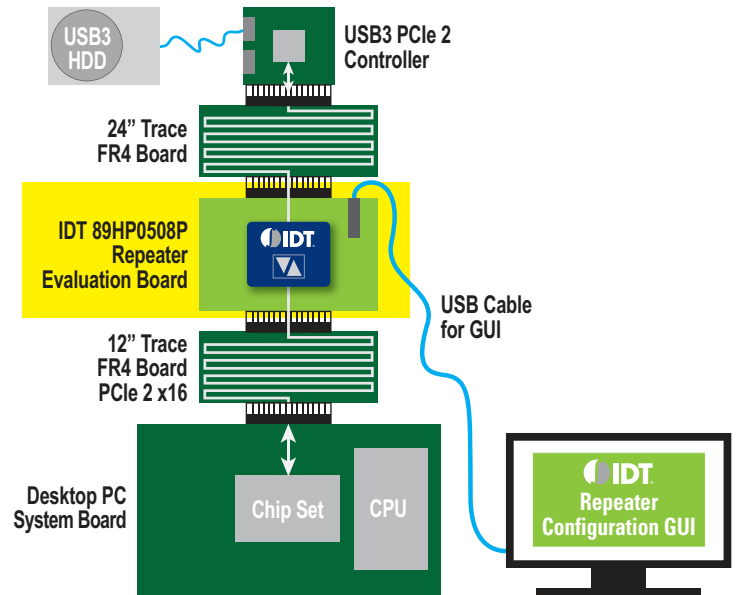 USB3
HDD
USB3 PCIe 2
Controller
24” Trace
FR4 Board
IDT 89HP0508P
Repeater
Evaluation Board
IDT.
USB Cable
for GUI
12” Trace
FR4 Board
PCIe 2 x16
Desktop PC
System Board
Chip Set
CPU
IDT.
Repeater
Configuration GUI